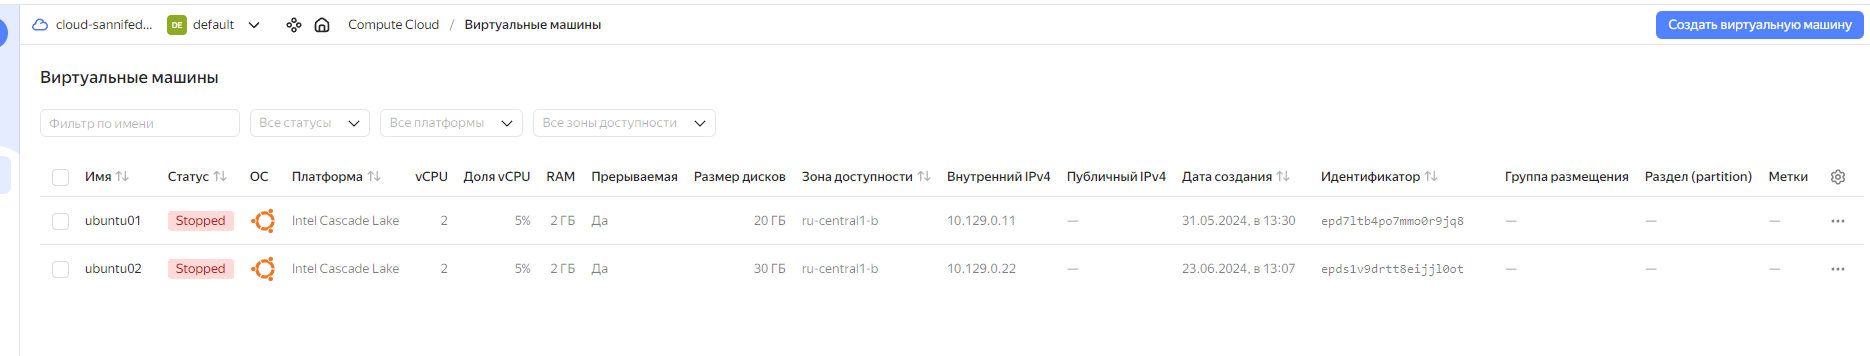 cloud-sannifed... DE default Compute Cloud / Виртуальные машины Создать виртуальную машину
Виртуальные машины
Фильтр по имени Все статусы Все платформы Все зоны доступности
Имя Статус ОС Платформа vCPU Доля vCPU RAM Прерываемая Размер дисков Зона доступности Внутренний IPv4 Публичный IPv4 Дата создания Идентификатор Группа размещения Раздел (partition) Метки
ubuntu01 Stopped Intel Cascade Lake 2 5% 2 ГБ Да 20 ГБ ru-central1-b 10.129.0.11 — 31.05.2024, в 13:30 epd7ltb4po7mmo0r9jq8 — — —
ubuntu02 Stopped Intel Cascade Lake 2 5% 2 ГБ Да 30 ГБ ru-central1-b 10.129.0.22 — 23.06.2024, в 13:07 epds1v9drtt8eijjl0ot — — —